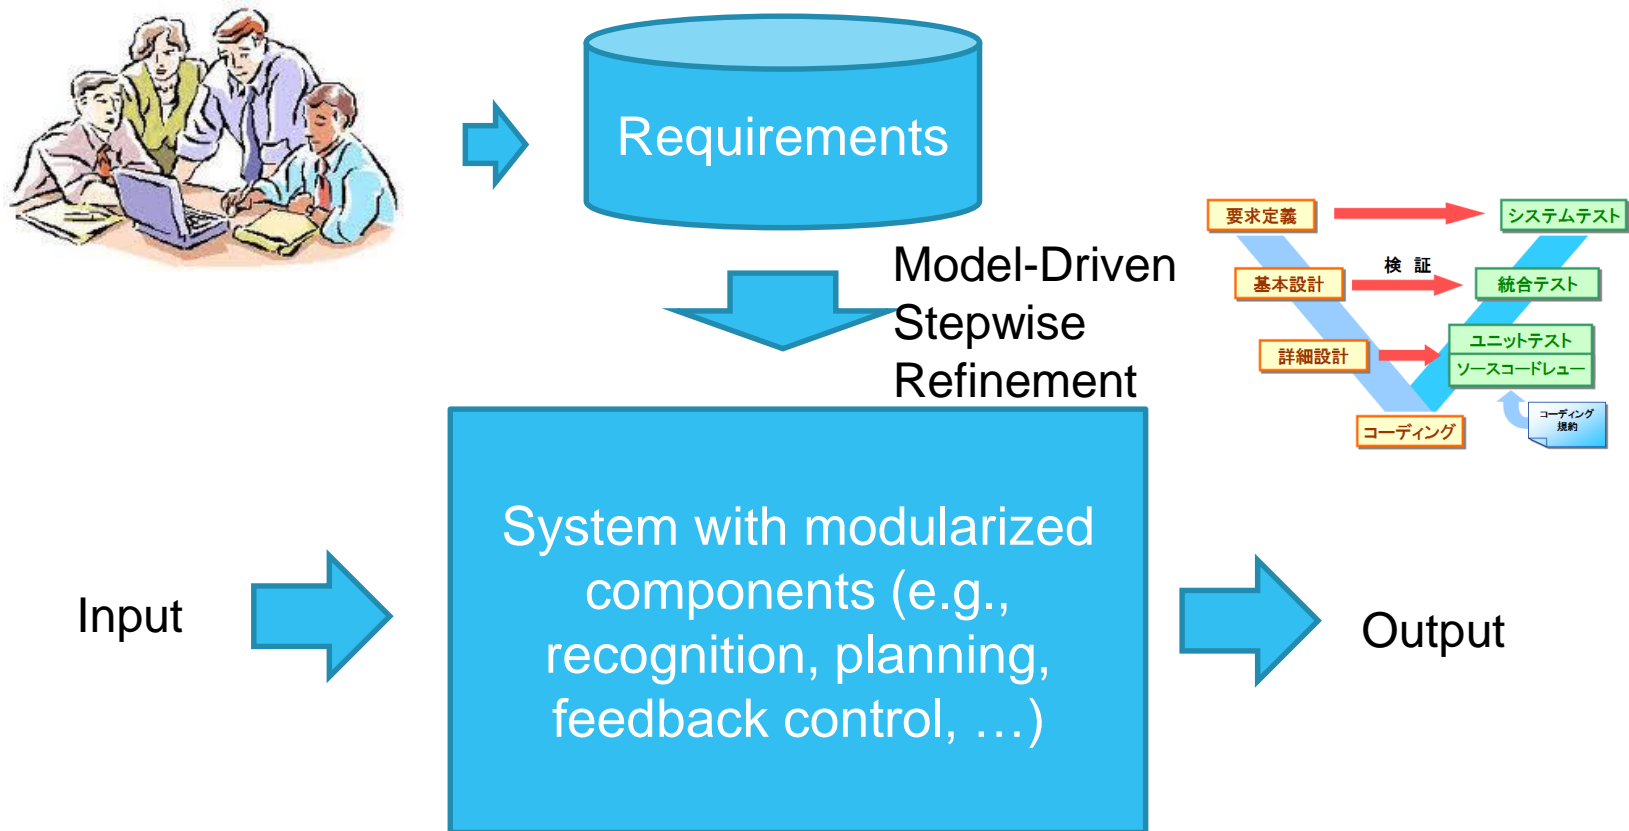 Requirements
Model-Driven
Stepwise
Refinement
要求定義
システムテスト
検 証
基本設計
統合テスト
詳細設計
ユニットテスト
ソースコードレュー
コーディング
コーディング
規約
System with modularized
components (e.g.,
recognition, planning,
feedback control, …)
Input
Output